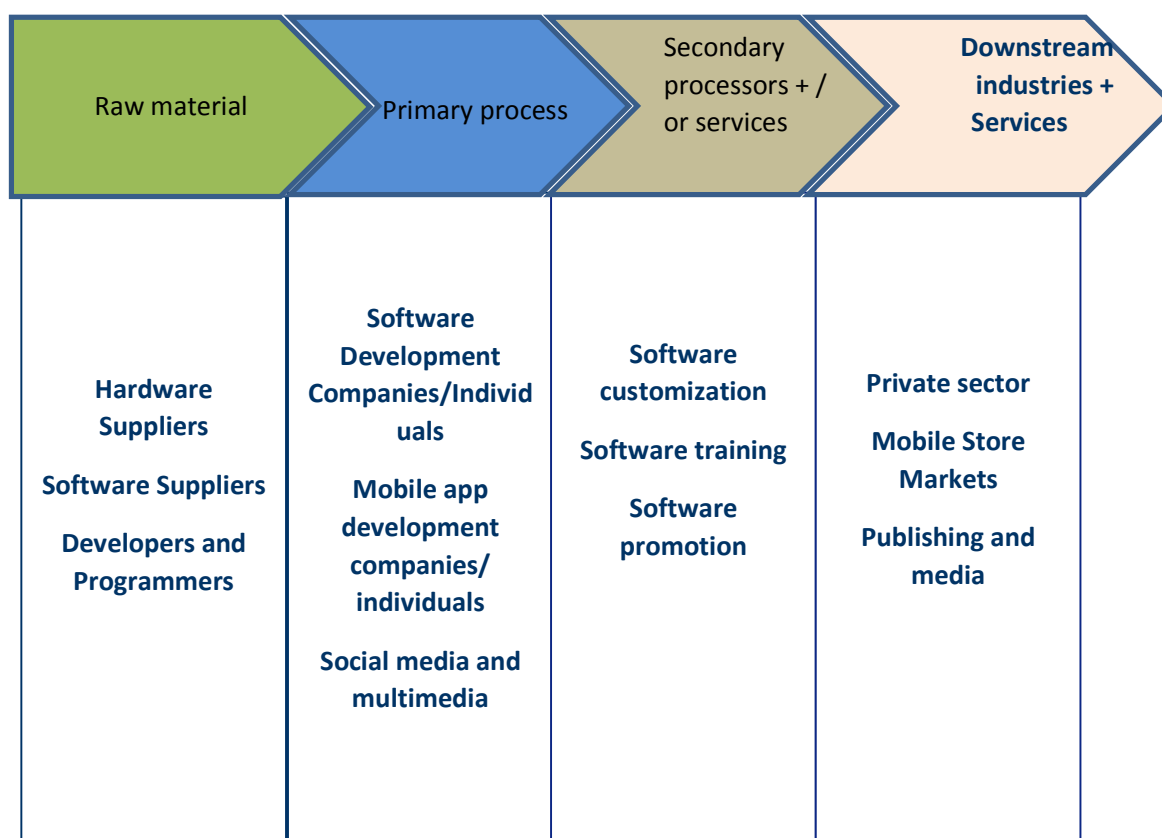 Raw material
Primary process
Secondary
processors + /
or services
Downstream
industries +
Services
Hardware
Suppliers
Software Suppliers
Developers and
Programmers
Software
Development
Companies/Individ
uals
Mobile app
development
companies/
individuals
Social media and
multimedia
Software
customization
Software training
Software
promotion
Private sector
Mobile Store
Markets
Publishing and
media